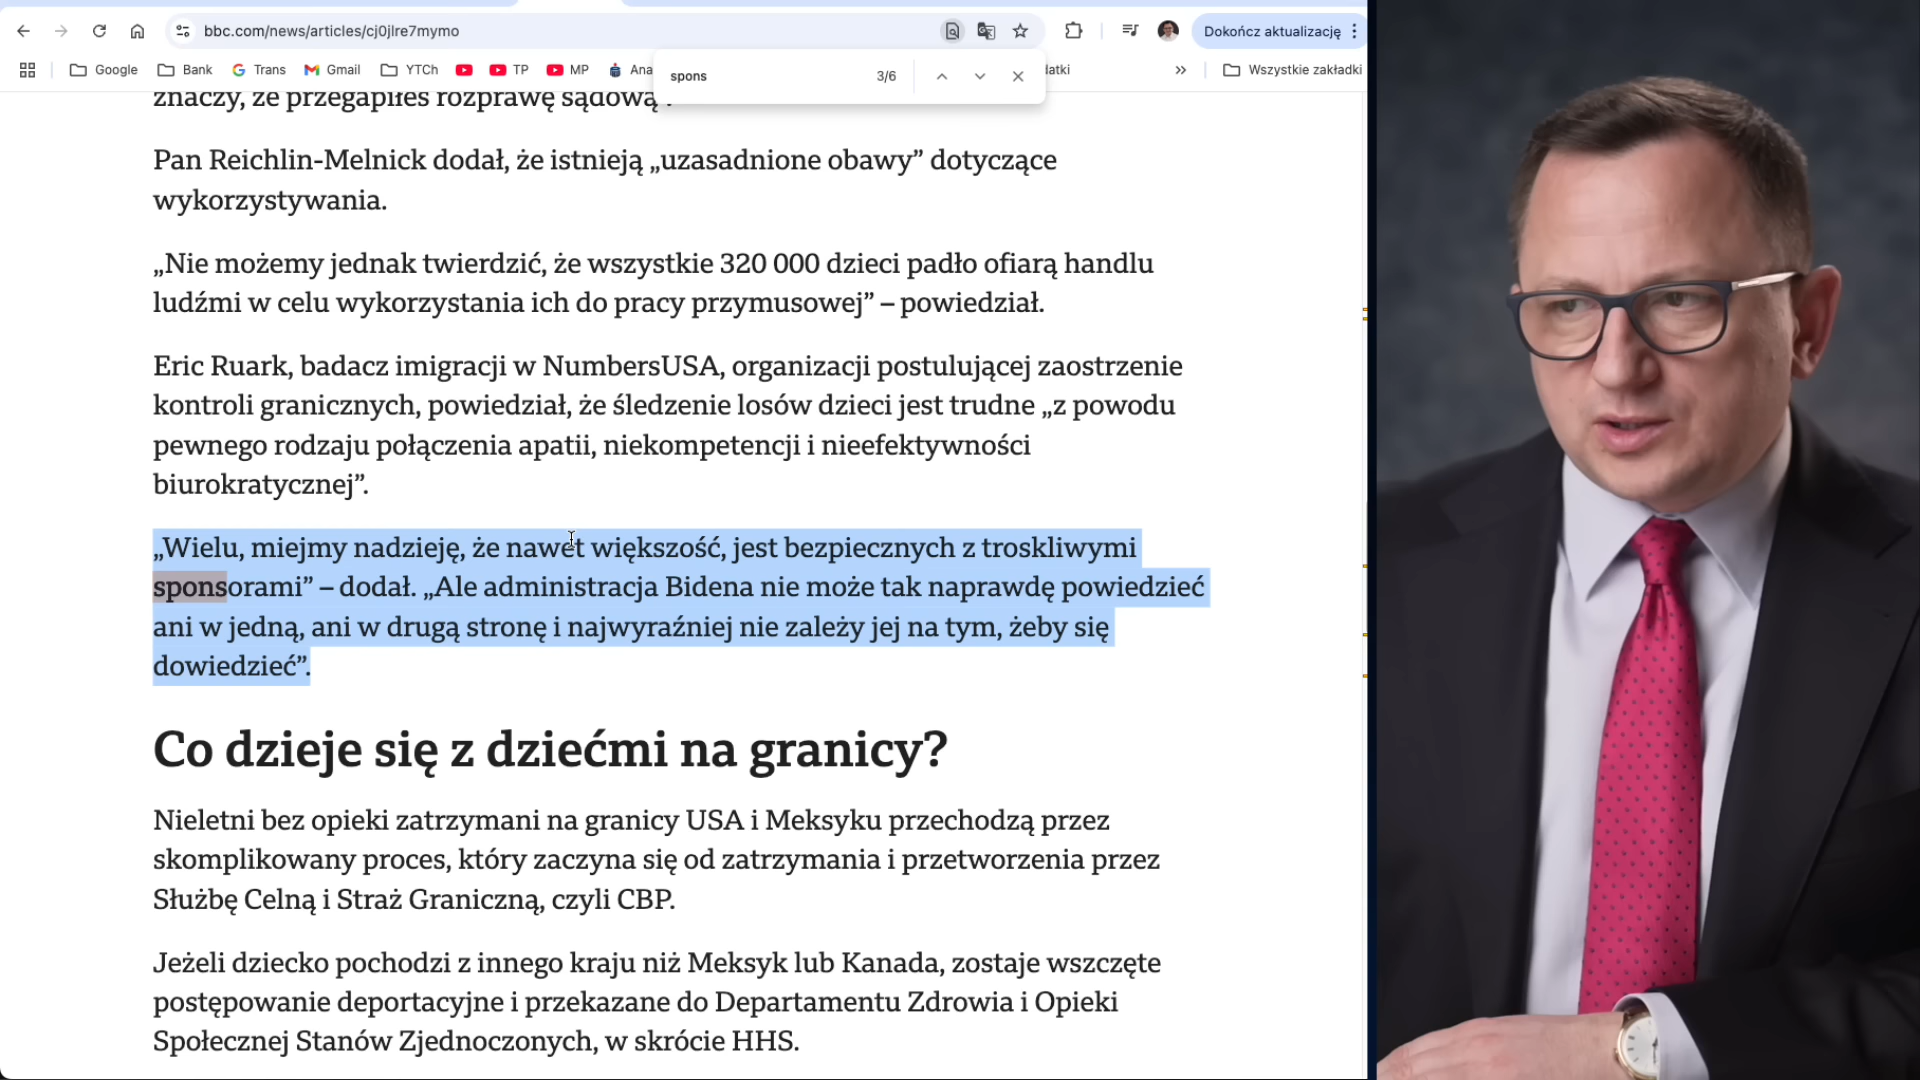 bbc.com/news/articles/cj0jlre7mymo
Dokończ aktualizację
Google
Bank
Trans
Gmail
YTCh
TP
MP
Ana
spons
3/6
datki
Wszystkie zakładki
znaczy, że przegapiłeś rozprawę sądową”.
Pan Reichlin-Melnick dodał, że istnieją „uzasadnione obawy” dotyczące
wykorzystywania.
„Nie możemy jednak twierdzić, że wszystkie 320 000 dzieci padło ofiarą handlu
ludźmi w celu wykorzystania ich do pracy przymusowej” – powiedział.
Eric Ruark, badacz imigracji w NumbersUSA, organizacji postulującej zaostrzenie
kontroli granicznych, powiedział, że śledzenie losów dzieci jest trudne „z powodu
pewnego rodzaju połączenia apatii, niekompetencji i nieefektywności
biurokratycznej”.
„Wielu, miejmy nadzieję, że nawet większość, jest bezpiecznych z troskliwymi
sponsorami” – dodał. „Ale administracja Bidena nie może tak naprawdę powiedzieć
ani w jedną, ani w drugą stronę i najwyraźniej nie zależy jej na tym, żeby się
dowiedzieć”.
Co dzieje się z dziećmi na granicy?
Nieletni bez opieki zatrzymani na granicy USA i Meksyku przechodzą przez
skomplikowany proces, który zaczyna się od zatrzymania i przetworzenia przez
Służbę Celną i Straż Graniczną, czyli CBP.
Jeżeli dziecko pochodzi z innego kraju niż Meksyk lub Kanada, zostaje wszczęte
postępowanie deportacyjne i przekazane do Departamentu Zdrowia i Opieki
Społecznej Stanów Zjednoczonych, w skrócie HHS.